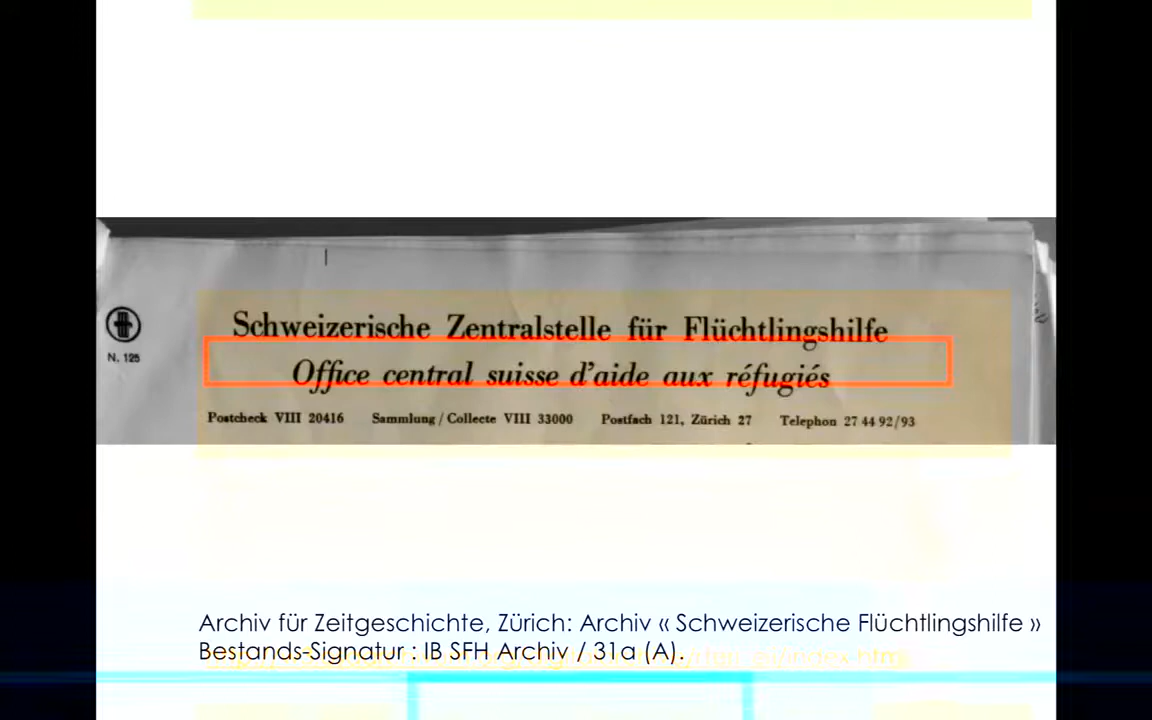 Schweizerische Zentralstelle für Flüchtlingshilfe
Office central suisse d'aide aux réfugiés
N. 125
Postcheck VIII 20416 Sammlung / Collecte VIII 33000 Postfach 121, Zürich 27 Telephon 27 44 92/93
Archiv für Zeitgeschichte, Zürich: Archiv « Schweizerische Flüchtlingshilfe »
Bestands-Signatur : IB SFH Archiv / 31a (A).